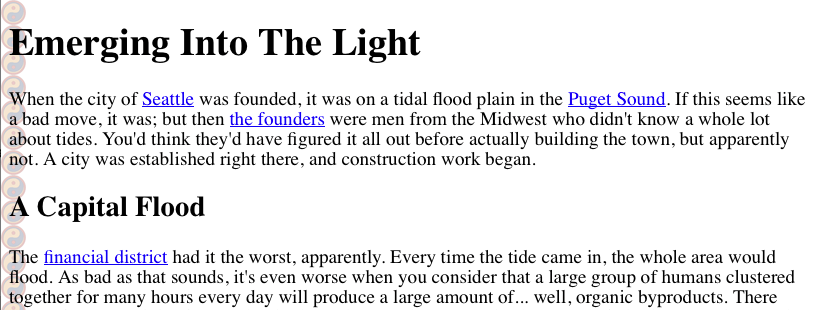 Emerging Into The Light
When the city of Seattle was founded, it was on a tidal flood plain in the Puget Sound. If this seems like
a bad move, it was; but then the founders were men from the Midwest who didn't know a whole lot
about tides. You'd think they'd have figured it all out before actually building the town, but apparently
not. A city was established right there, and construction work began.
A Capital Flood
The financial district had it the worst, apparently. Every time the tide came in, the whole area would
flood. As bad as that sounds, it's even worse when you consider that a large group of humans clustered
together for many hours every day will produce a large amount of... well, organic byproducts. There